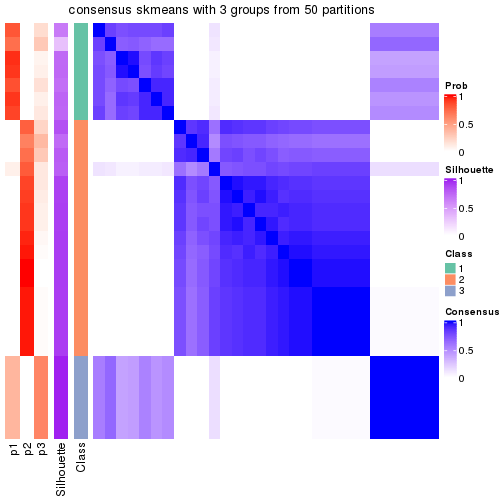 consensus skmeans with 3 groups from 50 partitions
Prob
1
0.5
0
Silhouette
1
0.5
0
Class
1
2
3
Consensus
1
0.5
0
p1
p2
p3
Silhouette
Class